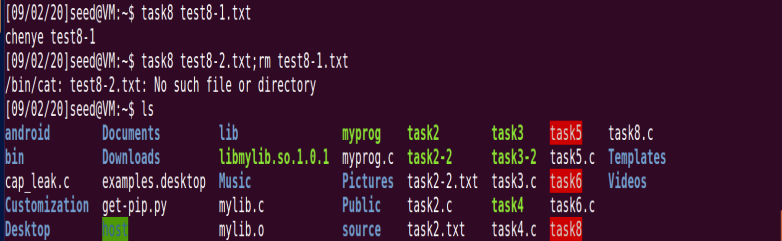 [09/02/20]seed@VM:~$ task8 test8-1.txt
chenye test8-1
[09/02/20]seed@VM:~$ task8 test8-2.txt;rm test8-1.txt
/bin/cat: test8-2.txt: No such file or directory
[09/02/20]seed@VM:~$ ls
android Documents lib myprog task2 task3 task5 task8.c
bin Downloads libmylib.so.1.0.1 myprog.c task2-2 task3-2 task5.c Templates
cap_leak.c examples.desktop Music Pictures task2-2.txt task3.c task6 Videos
Customization get-pip.py mylib.c Public task2.c task4 task6.c
Desktop host mylib.o source task2.txt task4.c task8